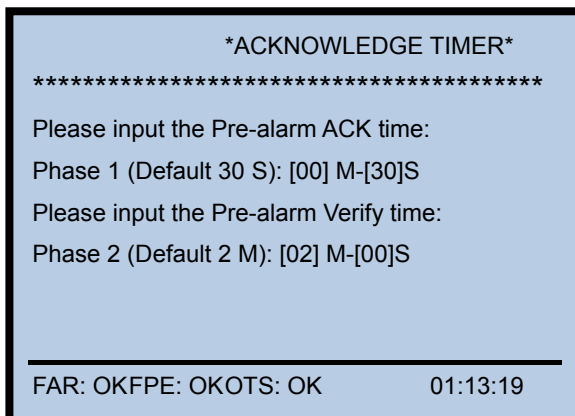 *ACKNOWLEDGE TIMER*
*****************************************
Please input the Pre-alarm ACK time:
Phase 1 (Default 30 S): [00] M-[30]S
Please input the Pre-alarm Verify time:
Phase 2 (Default 2 M): [02] M-[00]S
FAR: OKFPE: OKOTS: OK 01:13:19